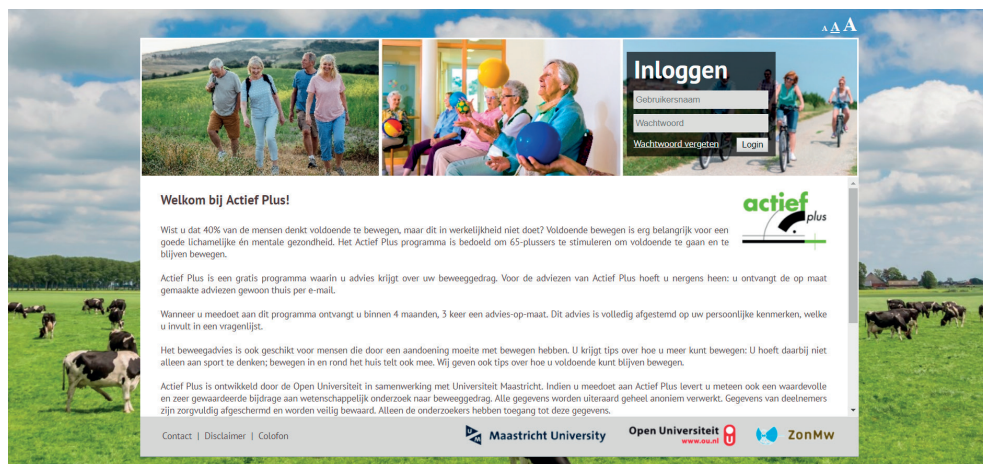 A A A
Inloggen
Gebruikersnaam
Wachtwoord
Wachtwoord vergeten Login
Welkom bij Actief Plus!
actief
plus
Wist u dat 40% van de mensen denkt voldoende te bewegen, maar dit in werkelijkheid niet doet? Voldoende bewegen is erg belangrijk voor een
goede lichamelijke én mentale gezondheid. Het Actief Plus programma is bedoeld om 65-plussers te stimuleren om voldoende te gaan en te
blijven bewegen.
Actief Plus is een gratis programma waarin u advies krijgt over uw beweeggedrag. Voor de adviezen van Actief Plus hoeft u nergens heen: u ontvangt de op maat
gemaakte adviezen gewoon thuis per e-mail.
Wanneer u meedoet aan dit programma ontvangt u binnen 4 maanden, 3 keer een advies-op-maat. Dit advies is volledig afgestemd op uw persoonlijke kenmerken, welke
u invult in een vragenlijst.
Het beweegadvies is ook geschikt voor mensen die door een aandoening moeite met bewegen hebben. U krijgt tips over hoe u meer kunt bewegen: U hoeft daarbij niet
alleen aan sport te denken; bewegen in en rond het huis telt ook mee. Wij geven ook tips over hoe u voldoende kunt blijven bewegen.
Actief Plus is ontwikkeld door de Open Universiteit in samenwerking met Universiteit Maastricht. Indien u meedoet aan Actief Plus levert u meteen ook een waardevolle
en zeer gewaardeerde bijdrage aan wetenschappelijk onderzoek naar beweeggedrag. Alle gegevens worden uiteraard geheel anoniem verwerkt. Gegevens van deelnemers
zijn zorgvuldig afgeschermd en worden veilig bewaard. Alleen de onderzoekers hebben toegang tot deze gegevens.
Contact | Disclaimer | Colofon
Maastricht University
Open Universiteit
www.ou.nl
ZonMw